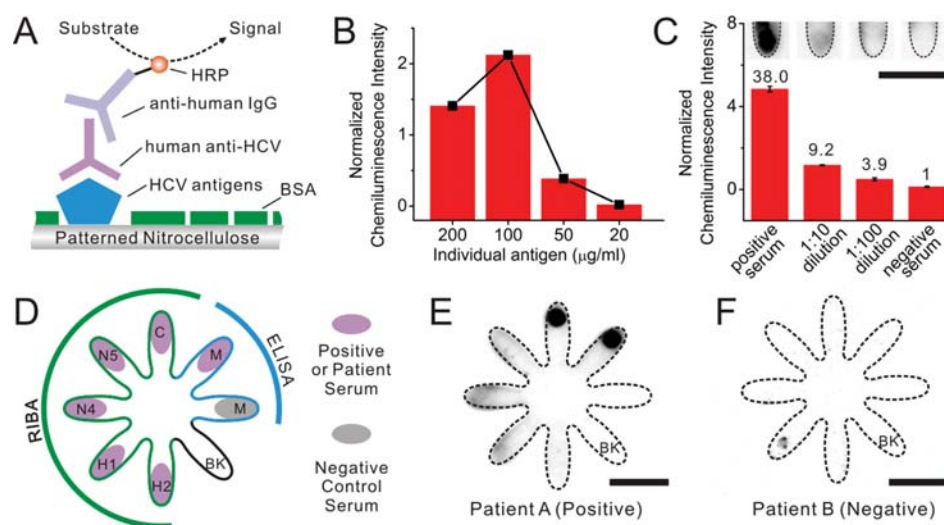 A
Substrate
Signal
HRP
anti-human IgG
human anti-HCV
HCV antigens
BSA
Patterned Nitrocellulose
B
Normalized
Chemiluminescence Intensity
2
1
0
200 100 50 20
Individual antigen (μg/ml)
C
Normalized
Chemiluminescence Intensity
8
4
0
38.0
9.2
3.9
1
positive
serum
1:10
dilution
1:100
dilution
negative
serum
D
RIBA
ELISA
C
N5
M
N4
M
H1
H2
BK
Positive
or Patient
Serum
Negative
Control
Serum
E
BK
Patient A (Positive)
F
BK
Patient B (Negative)